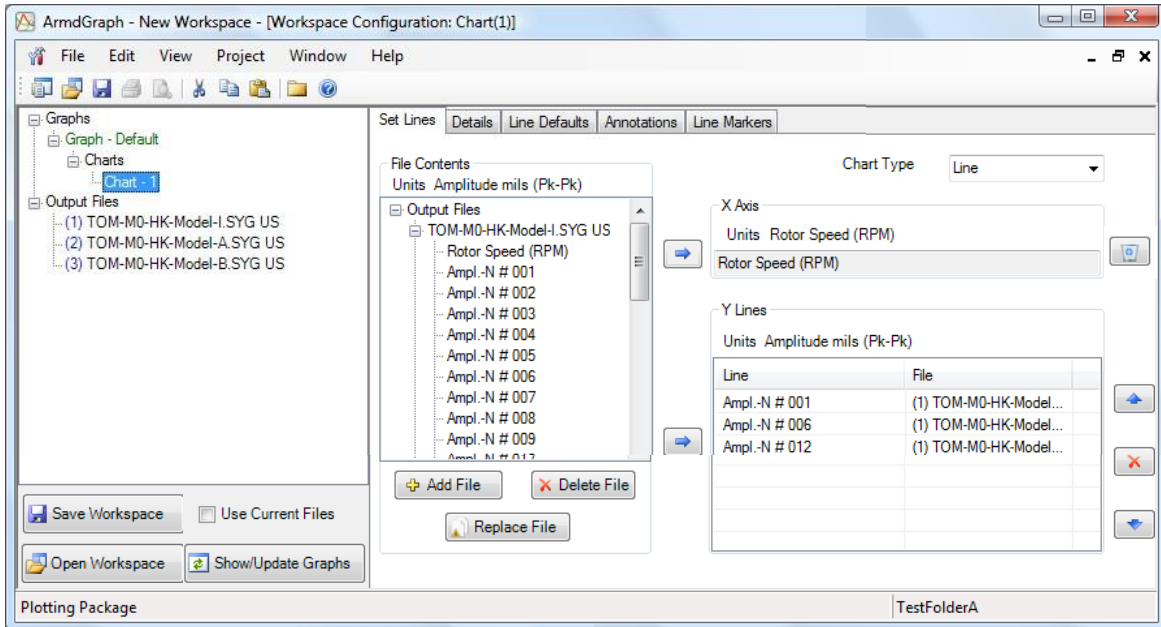 ArmdGraph - New Workspace - [Workspace Configuration: Chart(1)]
File Edit View Project Window Help
Graphs
Graph - Default
Charts
Chart - 1
Output Files
(1) TOM-M0-HK-Model-I.SYG US
(2) TOM-M0-HK-Model-A.SYG US
(3) TOM-M0-HK-Model-B.SYG US
Save Workspace
Use Current Files
Open Workspace
Show/Update Graphs
Set Lines Details Line Defaults Annotations Line Markers
File Contents
Units Amplitude mils (Pk-Pk)
Output Files
TOM-M0-HK-Model-I.SYG US
Rotor Speed (RPM)
Ampl.-N # 001
Ampl.-N # 002
Ampl.-N # 003
Ampl.-N # 004
Ampl.-N # 005
Ampl.-N # 006
Ampl.-N # 007
Ampl.-N # 008
Ampl.-N # 009
Ampl.-N # 012
Add File
Delete File
Replace File
Chart Type Line
X Axis
Units Rotor Speed (RPM)
Rotor Speed (RPM)
Y Lines
Units Amplitude mils (Pk-Pk)
Line File
Ampl.-N # 001 (1) TOM-M0-HK-Model...
Ampl.-N # 006 (1) TOM-M0-HK-Model...
Ampl.-N # 012 (1) TOM-M0-HK-Model...
Plotting Package
TestFolderA